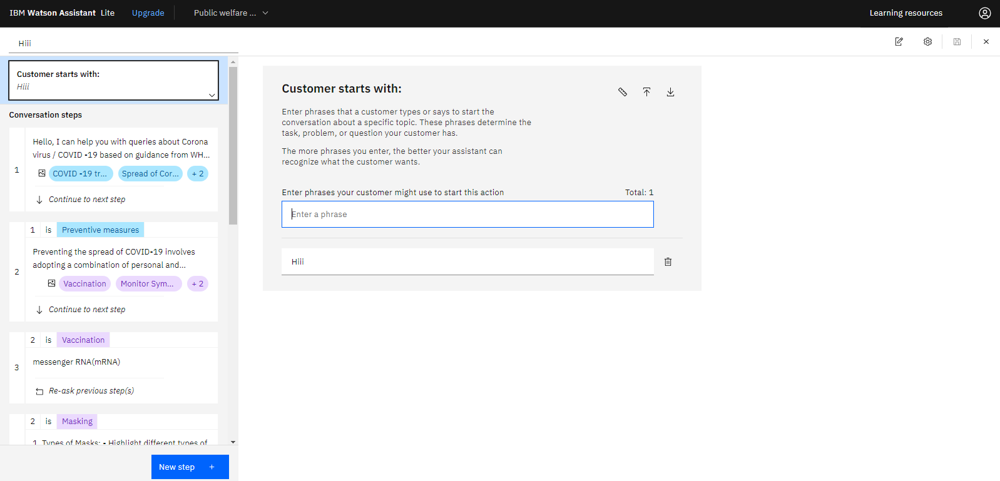 IBM Watson Assistant Lite Upgrade Public welfare ... Learning resources
Hiii
Customer starts with:
Hiii
Conversation steps
1
Hello, I can help you with queries about Corona
virus / COVID -19 based on guidance from WH...
COVID -19 tr... Spread of Cor... + 2
Continue to next step
2
1 is Preventive measures
Preventing the spread of COVID-19 involves
adopting a combination of personal and...
Vaccination Monitor Sym... + 2
Continue to next step
3
2 is Vaccination
messenger RNA(mRNA)
Re-ask previous step(s)
2 is Masking
1. Types of Masks: - Highlight different types of
New step +
Customer starts with:
Enter phrases that a customer types or says to start the
conversation about a specific topic. These phrases determine the
task, problem, or question your customer has.
The more phrases you enter, the better your assistant can
recognize what the customer wants.
Enter phrases your customer might use to start this action Total: 1
Enter a phrase
Hiii